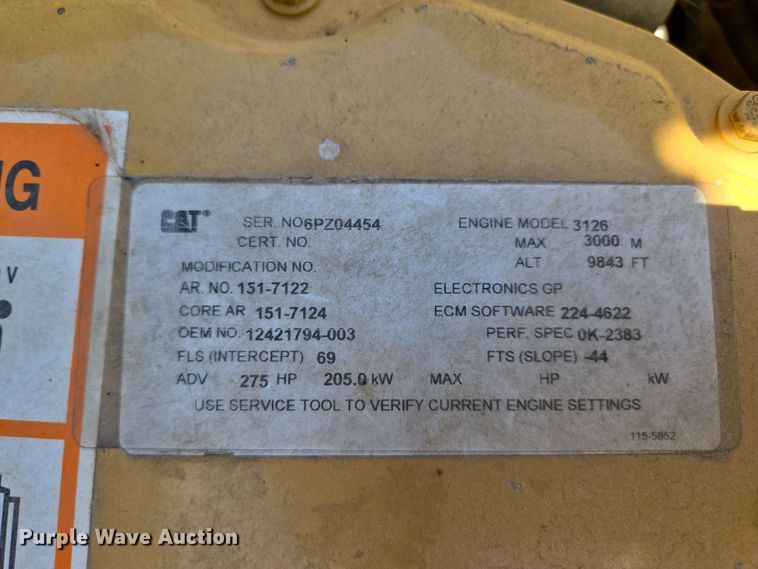 NG
V
CAT® SER. NO 6PZ04454 ENGINE MODEL 3126
CERT. NO. MAX 3000 M
MODIFICATION NO. ALT 9843 FT
AR. NO. 151-7122 ELECTRONICS GP
CORE AR 151-7124 ECM SOFTWARE 224-4622
OEM NO. 12421794-003 PERF. SPEC 0K-2383
FLS (INTERCEPT) 69 FTS (SLOPE) -44
ADV 275 HP 205.0 kW MAX HP kW
USE SERVICE TOOL TO VERIFY CURRENT ENGINE SETTINGS
115-5852
Purple Wave Auction